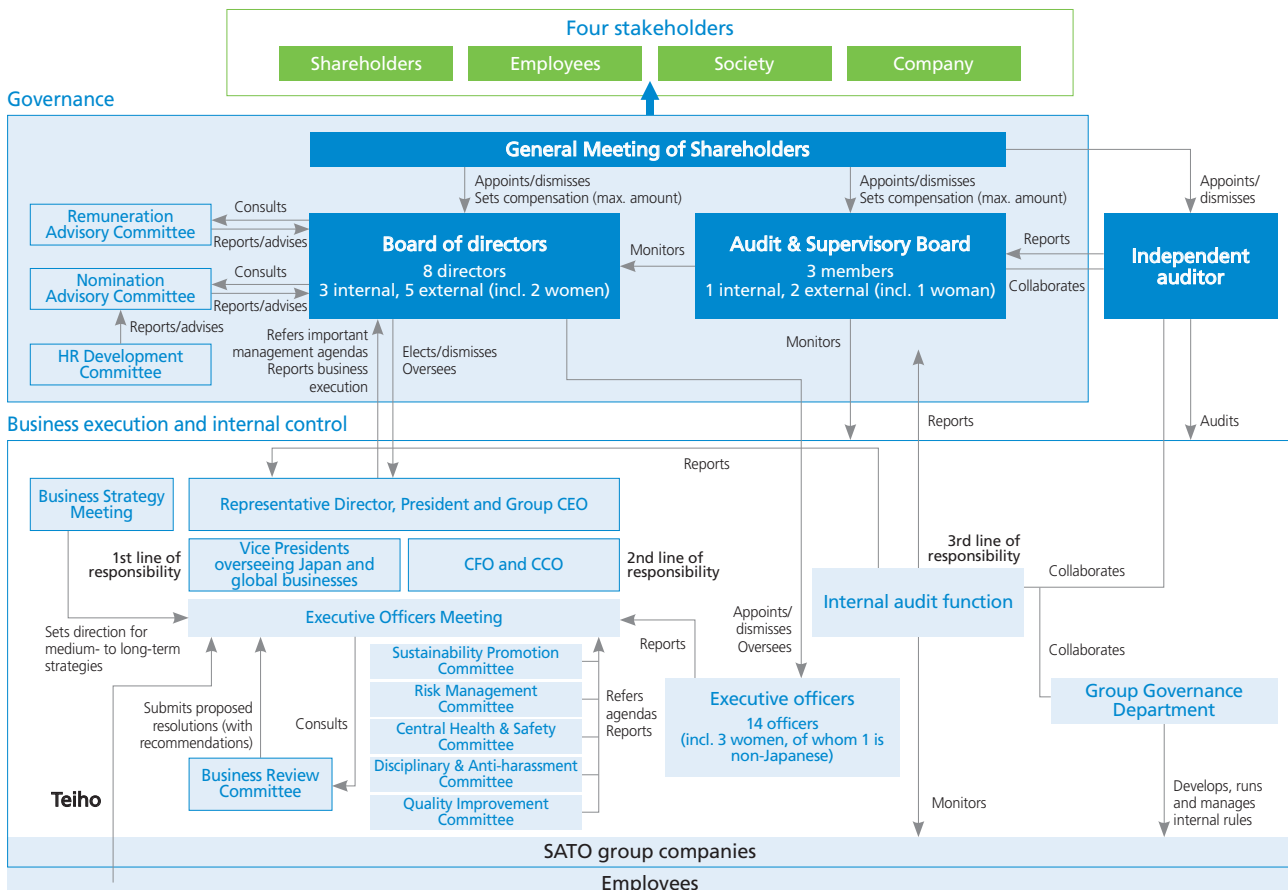 Four stakeholders
Shareholders
Employees
Society
Company
Governance
General Meeting of Shareholders
Appoints/dismisses
Sets compensation (max. amount)
Appoints/dismisses
Sets compensation (max. amount)
Appoints/
dismisses
Remuneration
Advisory Committee
Consults
Reports/advises
Board of directors
8 directors
3 internal, 5 external (incl. 2 women)
Monitors
Audit & Supervisory Board
3 members
1 internal, 2 external (incl. 1 woman)
Reports
Collaborates
Independent
auditor
Nomination
Advisory Committee
Consults
Reports/advises
Reports/advises
HR Development
Committee
Refers important
management agendas
Reports business
execution
Elects/dismisses
Oversees
Monitors
Reports
Audits
Business execution and internal control
Reports
Business Strategy
Meeting
Representative Director, President and Group CEO
1st line of
responsibility
Vice Presidents
overseeing Japan and
global businesses
CFO and CCO
2nd line of
responsibility
3rd line of
responsibility
Internal audit function
Collaborates
Executive Officers Meeting
Sets direction for
medium- to long-term
strategies
Appoints/
dismisses
Oversees
Reports
Collaborates
Sustainability Promotion
Committee
Risk Management
Committee
Central Health & Safety
Committee
Disciplinary & Anti-harassment
Committee
Quality Improvement
Committee
Refers
agendas
Reports
Executive officers
14 officers
(incl. 3 women, of whom 1 is
non-Japanese)
Group Governance
Department
Submits proposed
resolutions (with
recommendations)
Consults
Business Review
Committee
Teiho
Monitors
Develops, runs
and manages
internal rules
SATO group companies
Employees